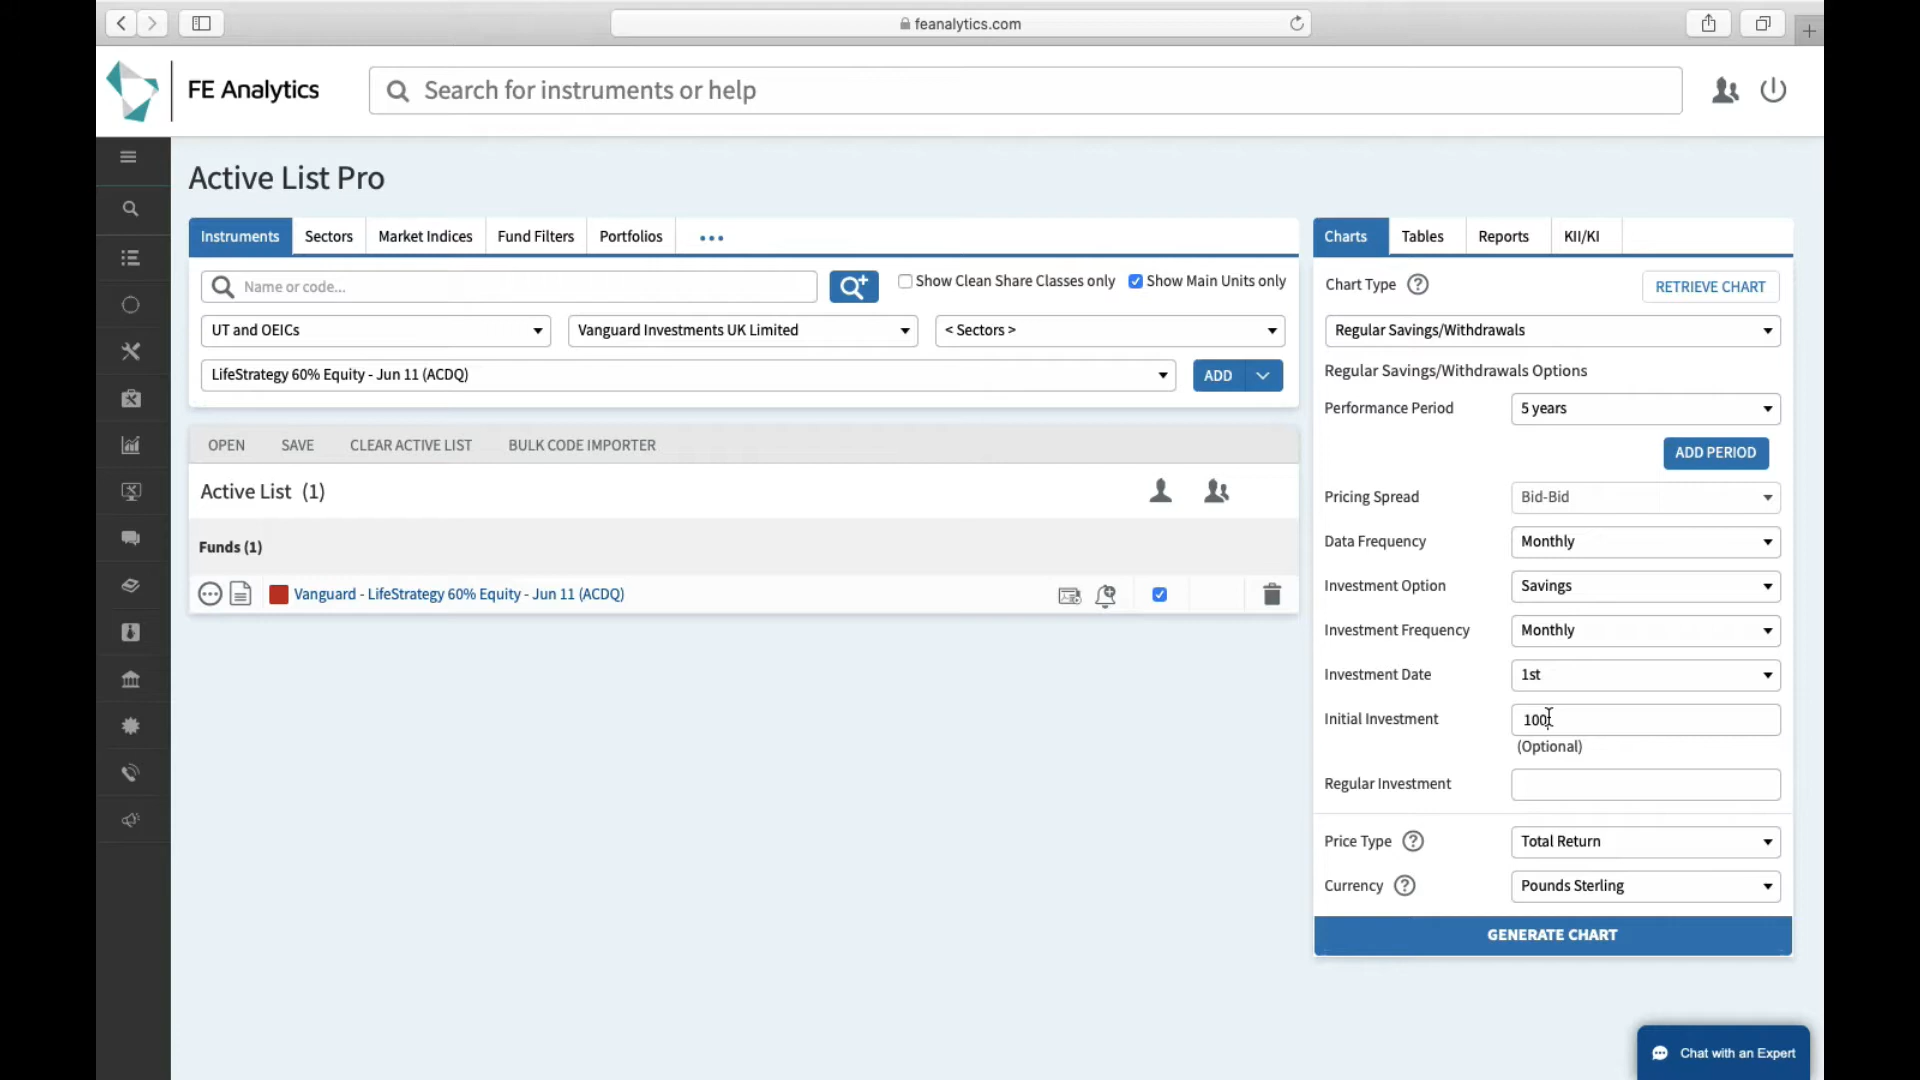 feanalytics.com
FE Analytics
Search for instruments or help
Active List Pro
Instruments Sectors Market Indices Fund Filters Portfolios
Name or code...
Show Clean Share Classes only Show Main Units only
UT and OEICs Vanguard Investments UK Limited < Sectors >
LifeStrategy 60% Equity - Jun 11 (ACDQ) ADD
OPEN SAVE CLEAR ACTIVE LIST BULK CODE IMPORTER
Active List (1)
Funds (1)
Vanguard - LifeStrategy 60% Equity - Jun 11 (ACDQ)
Charts Tables Reports KII/KI
Chart Type ? RETRIEVE CHART
Regular Savings/Withdrawals
Regular Savings/Withdrawals Options
Performance Period 5 years
ADD PERIOD
Pricing Spread Bid-Bid
Data Frequency Monthly
Investment Option Savings
Investment Frequency Monthly
Investment Date 1st
Initial Investment 100
(Optional)
Regular Investment
Price Type ? Total Return
Currency ? Pounds Sterling
GENERATE CHART
Chat with an Expert